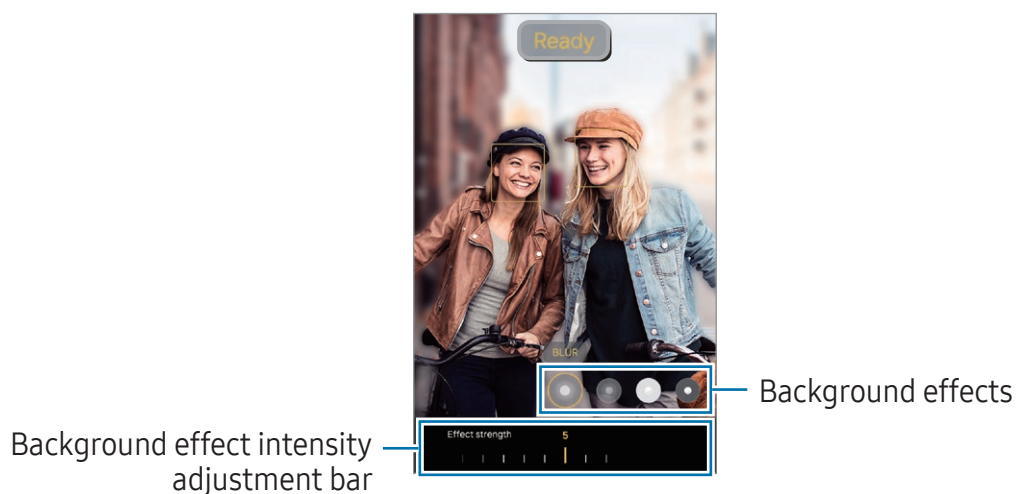 Ready
BLUR
Background effects
Effect strength
5
Background effect intensity
adjustment bar